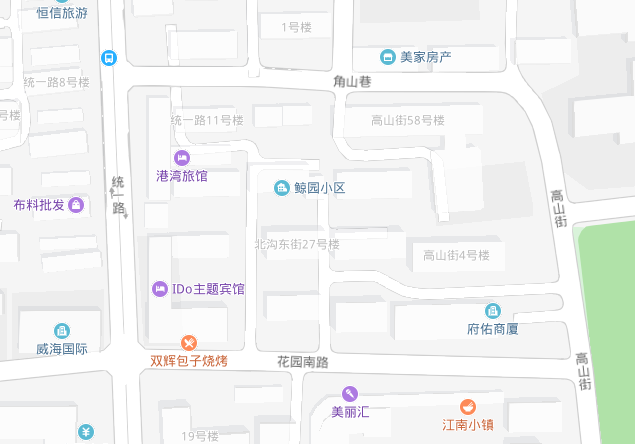 恒信旅游
1号楼
美家房产
统一路8号楼
角山巷
号楼
统一路11号楼
高山街58号楼
港湾旅馆
统一路
鲸园小区
布料批发
高山街
北沟东街27号楼
高山街4号楼
IDo主题宾馆
府佑商厦
威海国际
双辉包子烧烤
花园南路
高山街
美丽汇
江南小镇
19号楼